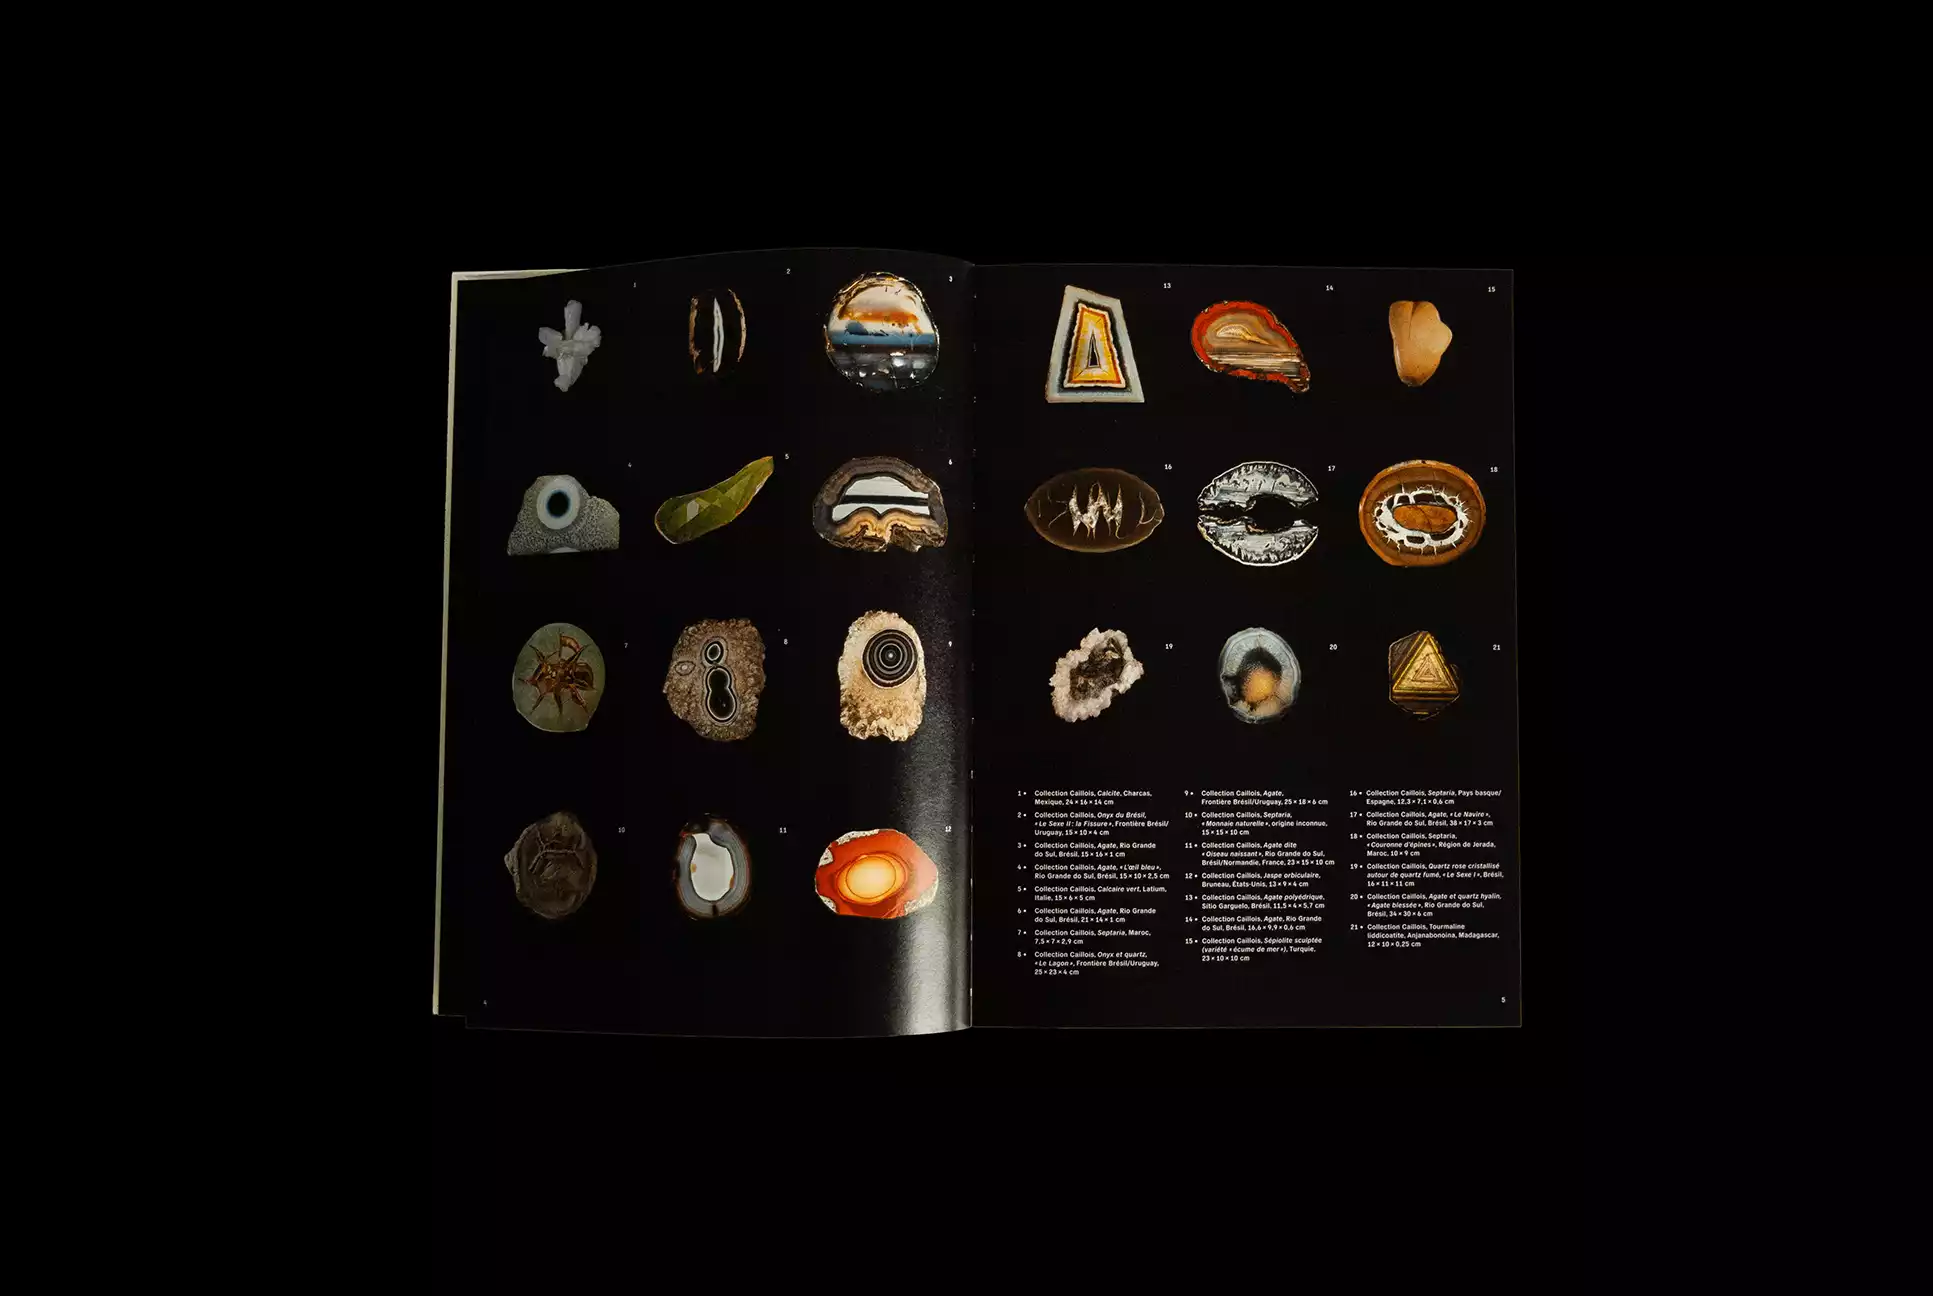 1
2
3
4
5
6
7
8
9
10
11
12
4
13
14
15
16
17
18
19
20
21
1 • Collection Caillois, Calcite, Charcas,
Mexique, 24 × 16 × 14 cm
2 • Collection Caillois, Onyx du Brésil,
« Le Sexe II : la Fissure », Frontière Brésil/
Uruguay, 15 × 10 × 4 cm
3 • Collection Caillois, Agate, Rio Grande
do Sul, Brésil, 15 × 16 × 1 cm
4 • Collection Caillois, Agate, « L'œil bleu »,
Rio Grande do Sul, Brésil, 15 × 10 × 2,5 cm
5 • Collection Caillois, Calcaire vert, Latium,
Italie, 15 × 6 × 5 cm
6 • Collection Caillois, Agate, Rio Grande
do Sul, Brésil, 21 × 14 × 1 cm
7 • Collection Caillois, Septaria, Maroc,
7,5 × 7 × 2,9 cm
8 • Collection Caillois, Onyx et quartz,
« Le Lagon », Frontière Brésil/Uruguay,
25 × 23 × 4 cm
9 • Collection Caillois, Agate,
Frontière Brésil/Uruguay, 25 × 18 × 6 cm
10 • Collection Caillois, Septaria,
« Monnaie naturelle », origine inconnue,
15 × 15 × 10 cm
11 • Collection Caillois, Agate dite
« Oiseau naissant », Rio Grande do Sul,
Brésil/Normandie, France, 23 × 15 × 10 cm
12 • Collection Caillois, Jaspe orbiculaire,
Bruneau, États-Unis, 13 × 9 × 4 cm
13 • Collection Caillois, Agate polyédrique,
Sítio Garguelo, Brésil, 11,5 × 4 × 5,7 cm
14 • Collection Caillois, Agate, Rio Grande
do Sul, Brésil, 16,6 × 9,9 × 0,6 cm
15 • Collection Caillois, Sépiolite sculptée
(variété « écume de mer »), Turquie,
23 × 10 × 10 cm
16 • Collection Caillois, Septaria, Pays basque/
Espagne, 12,3 × 7,1 × 0,6 cm
17 • Collection Caillois, Agate, « Le Navire »,
Rio Grande do Sul, Brésil, 38 × 17 × 3 cm
18 • Collection Caillois, Septaria,
« Couronne d'épines », Région de Jerada,
Maroc, 10 × 9 cm
19 • Collection Caillois, Quartz rose cristallisé
autour de quartz fumé, « Le Sexe I », Brésil,
16 × 11 × 11 cm
20 • Collection Caillois, Agate et quartz hyalin,
« Agate blessée », Rio Grande do Sul,
Brésil, 34 × 30 × 6 cm
21 • Collection Caillois, Tourmaline
liddicoatite, Anjanabonoina, Madagascar,
12 × 10 × 0,25 cm
5